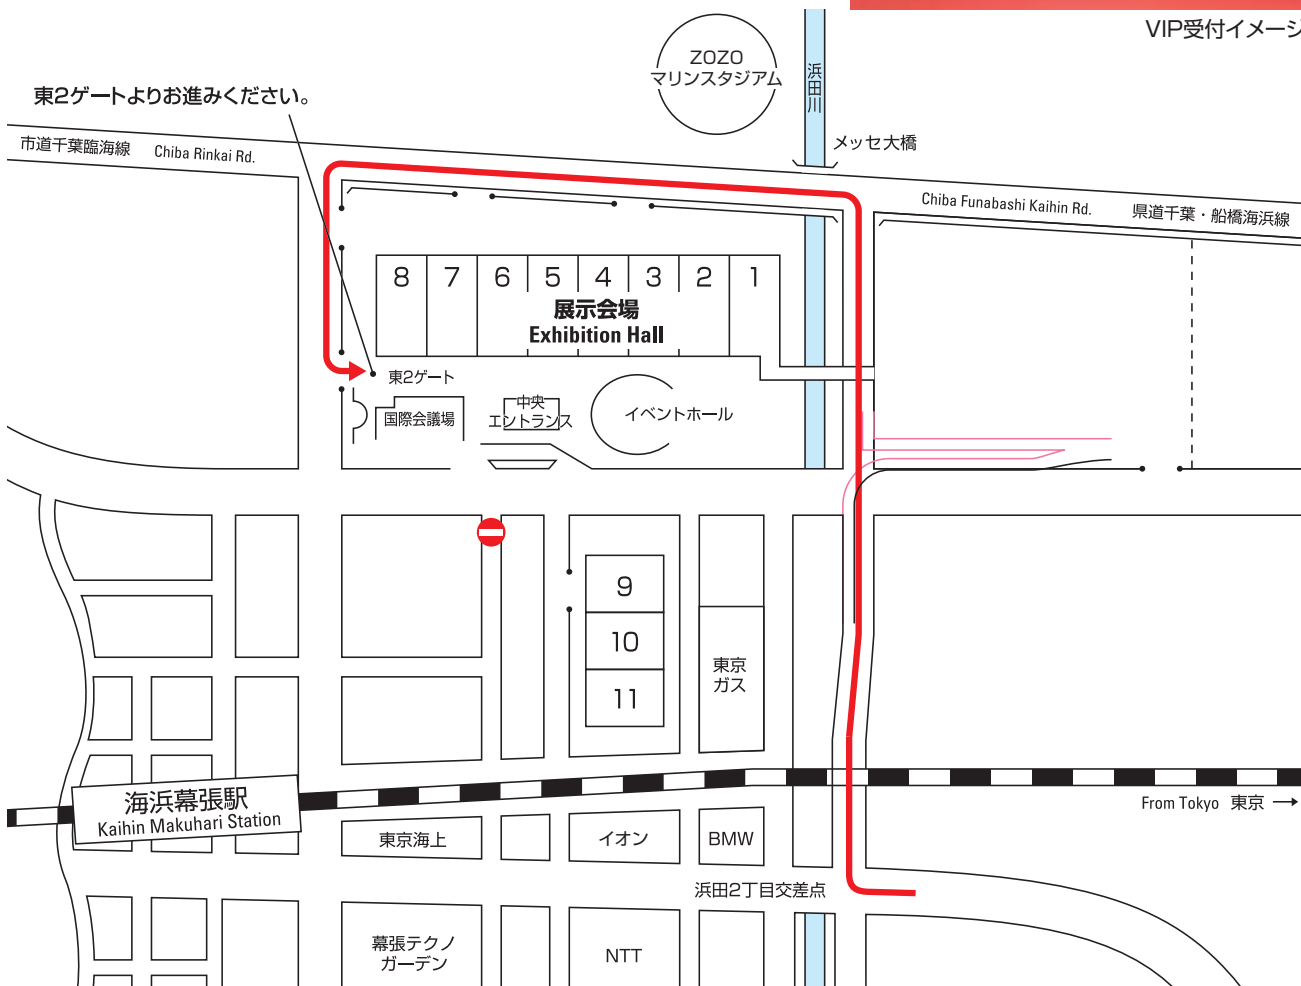 VIP受付イメージ
ZOZO
マリンスタジアム
浜田川
東2ゲートよりお進みください。
メッセ大橋
市道千葉臨海線 Chiba Rinkai Rd.
Chiba Funabashi Kaihin Rd. 県道千葉・船橋海浜線
8 7 6 5 4 3 2 1
展示会場
Exhibition Hall
東2ゲート
国際会議場
中央
エントランス
イベントホール
9
10
11
東京
ガス
海浜幕張駅
Kaihin Makuhari Station
From Tokyo 東京
東京海上
イオン
BMW
浜田2丁目交差点
幕張テクノ
ガーデン
NTT